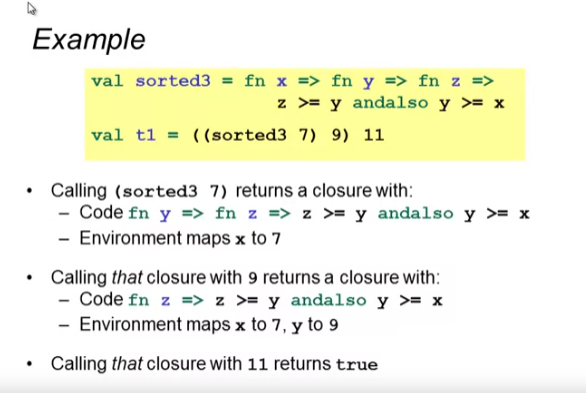 Example
val sorted3 = fn x => fn y => fn z =>
z >= y andalso y >= x
val t1 = ((sorted3 7) 9) 11
• Calling (sorted3 7) returns a closure with:
– Code fn y => fn z => z >= y andalso y >= x
– Environment maps x to 7
• Calling that closure with 9 returns a closure with:
– Code fn z => z >= y andalso y >= x
– Environment maps x to 7, y to 9
• Calling that closure with 11 returns true